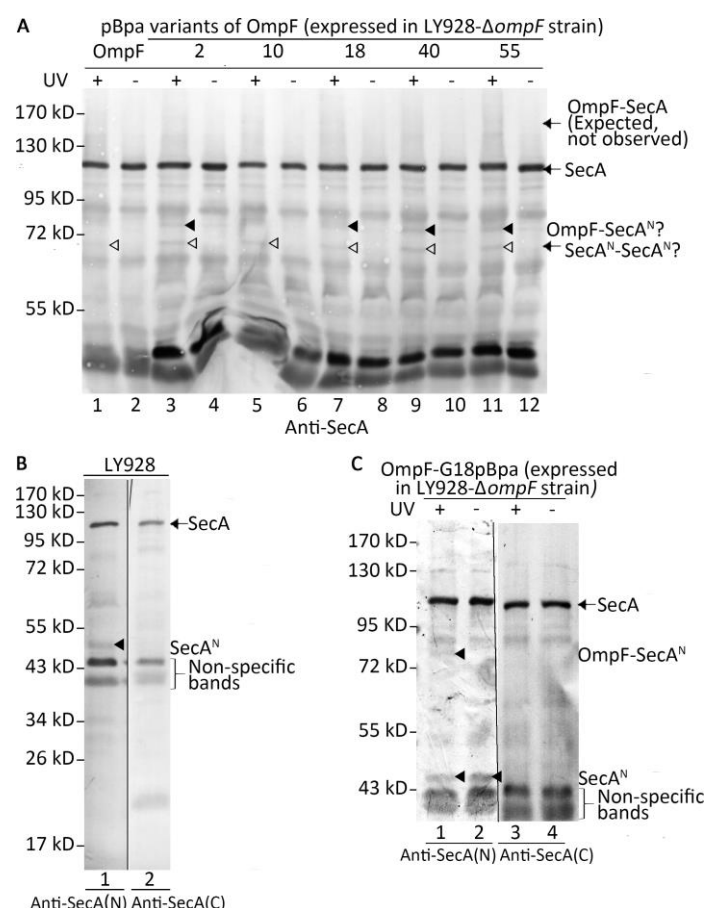 A pBpa variants of OmpF (expressed in LY928-ΔompF strain)
OmpF 2 10 18 40 55
UV + - + - + - + - + - + -
170 kD
130 kD
95 kD
72 kD
55 kD
OmpF-SecA
(Expected,
not observed)
SecA
OmpF-SecAᴺ?
SecAᴺ-SecAᴺ?
1 2 3 4 5 6 7 8 9 10 11 12
Anti-SecA
B LY928
170 kD
130 kD
95 kD
72 kD
55 kD
43 kD
34 kD
26 kD
17 kD
SecA
SecAᴺ
Non-specific
bands
1 2
Anti-SecA(N) Anti-SecA(C)
C OmpF-G18pBpa (expressed
in LY928-ΔompF strain)
UV + - + -
170 kD
130 kD
95 kD
72 kD
55 kD
43 kD
SecA
OmpF-SecAᴺ
SecAᴺ
Non-specific
bands
1 2 3 4
Anti-SecA(N) Anti-SecA(C)